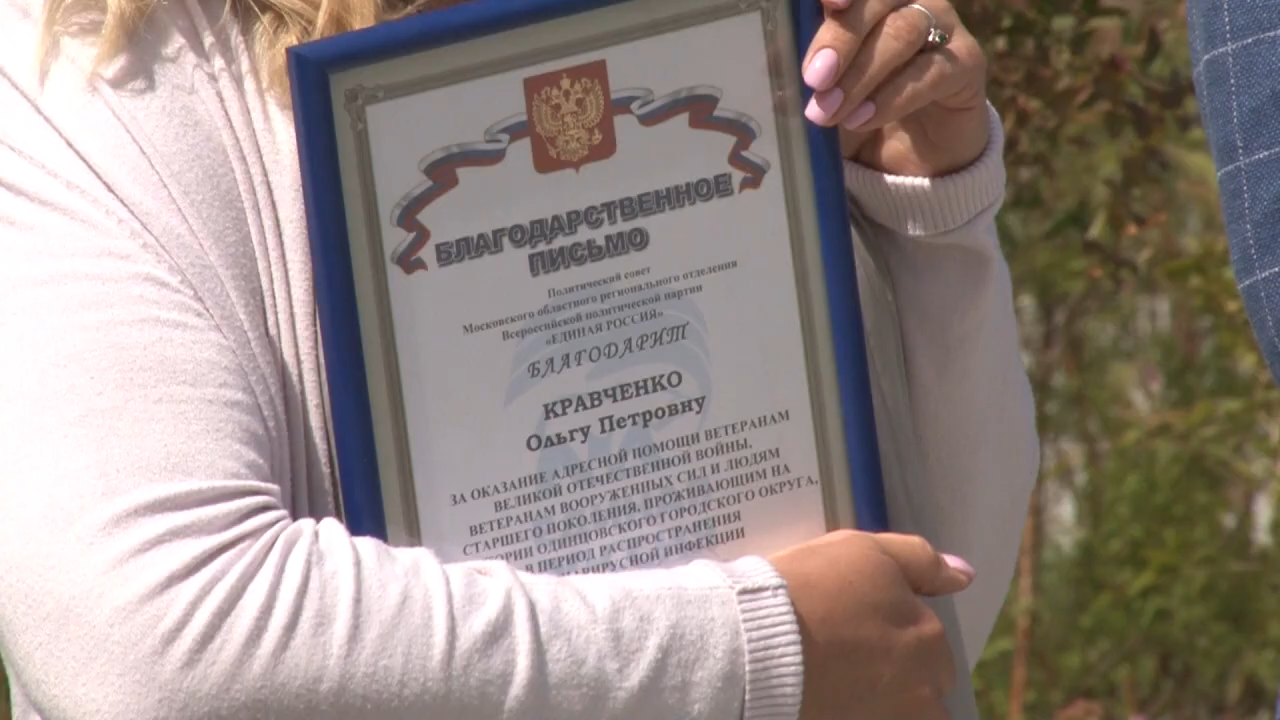 БЛАГОДАРСТВЕННОЕ
ПИСЬМО
Политический совет
Московского областного регионального отделения
Всероссийской политической партии
«ЕДИНАЯ РОССИЯ»
БЛАГОДАРИТ
КРАВЧЕНКО
Ольгу Петровну
ЗА ОКАЗАНИЕ АДРЕСНОЙ ПОМОЩИ ВЕТЕРАНАМ
ВЕЛИКОЙ ОТЕЧЕСТВЕННОЙ ВОЙНЫ,
ВЕТЕРАНАМ ВООРУЖЕННЫХ СИЛ И ЛЮДЯМ
СТАРШЕГО ПОКОЛЕНИЯ, ПРОЖИВАЮЩИМ НА
ОДИНЦОВСКОГО ГОРОДСКОГО ОКРУГА,
В ПЕРИОД РАСПРОСТРАНЕНИЯ
ИНФЕКЦИИ